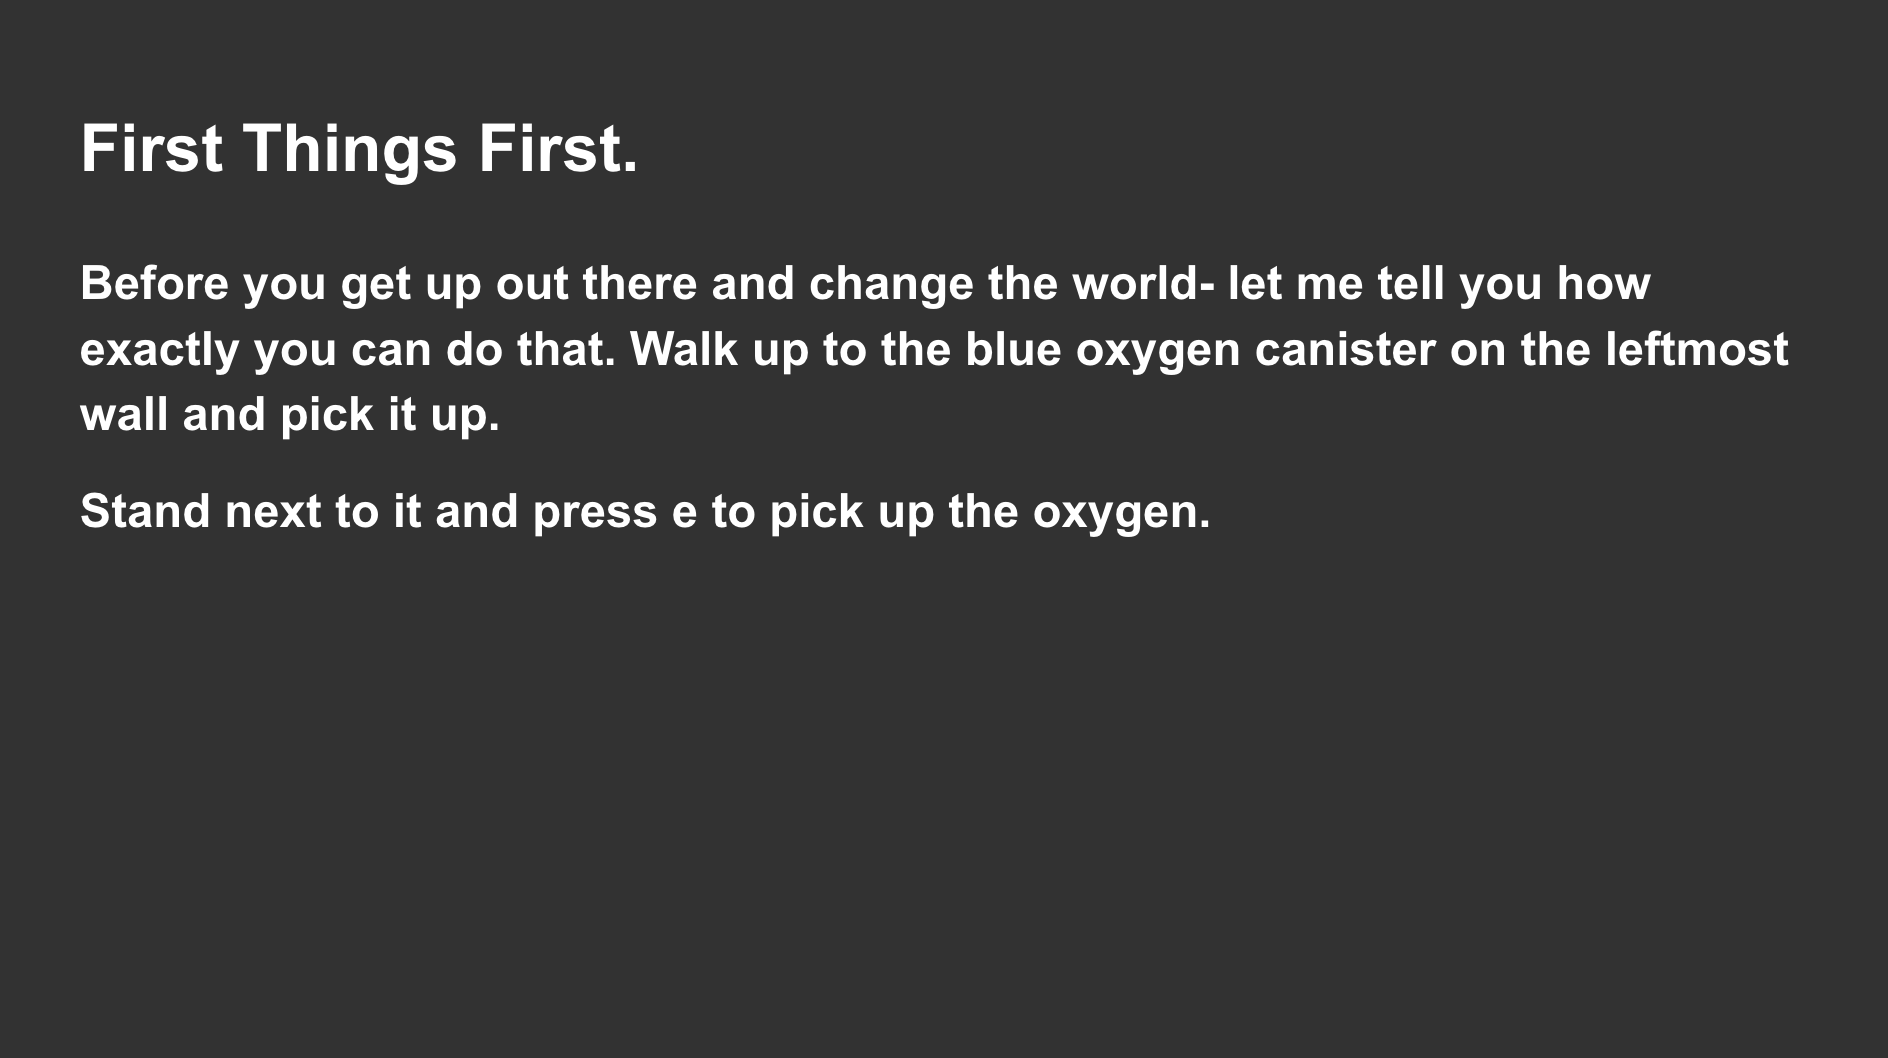 First Things First.
Before you get up out there and change the world- let me tell you how
exactly you can do that. Walk up to the blue oxygen canister on the leftmost
wall and pick it up.
Stand next to it and press e to pick up the oxygen.